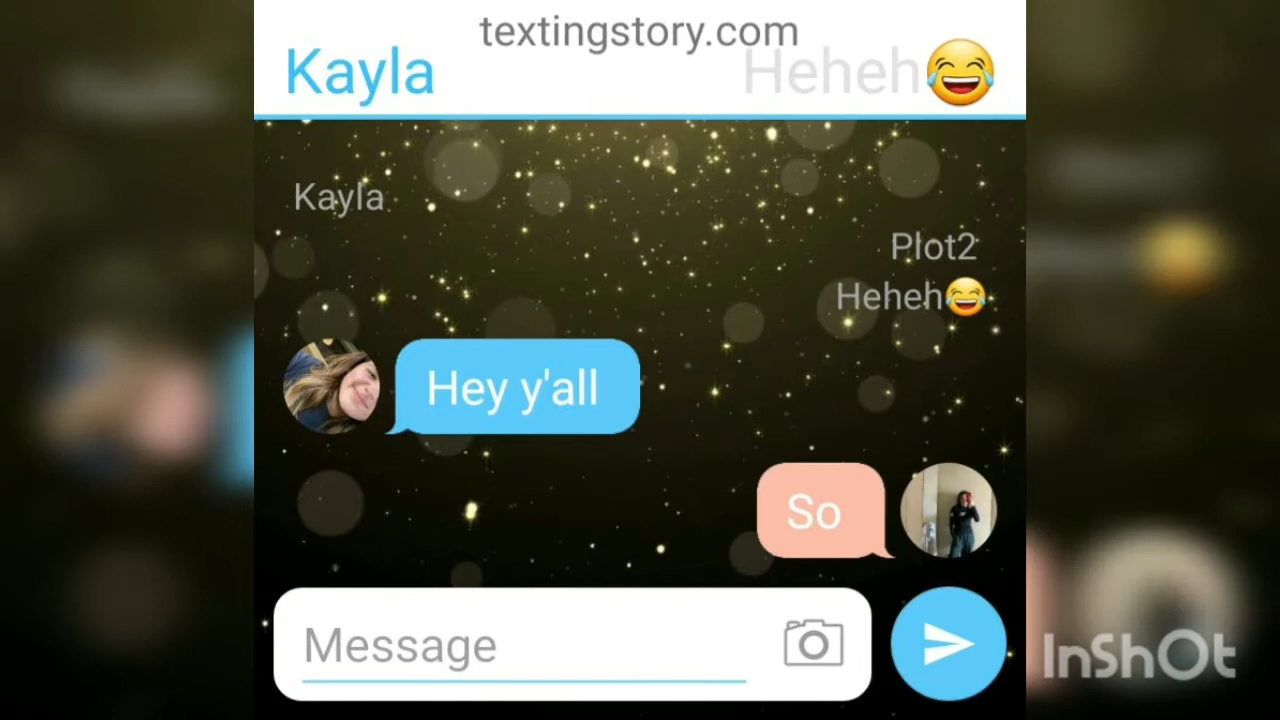 textingstory.com
Kayla Heheh😂
Kayla
Plot2
Heheh😂
Hey y'all
So
Message
InShOt